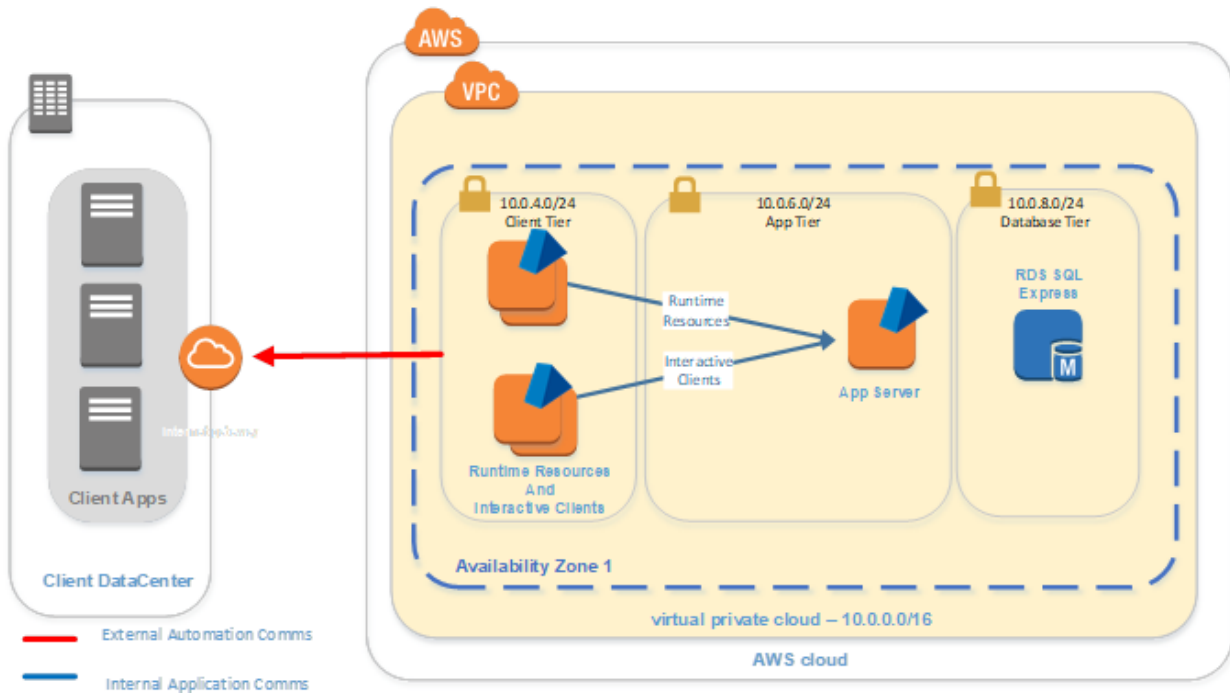 AWS
VPC
10.0.4.0/24
Client Tier
10.0.6.0/24
App Tier
10.0.8.0/24
Database Tier
RDS SQL
Express
M
Runtime
Resources
Interactive
Clients
App Server
Runtime Resources
And
Interactive Clients
Client Apps
Client DataCenter
Availability Zone 1
virtual private cloud – 10.0.0.0/16
AWS cloud
External Automation Comms
Internal Application Comms